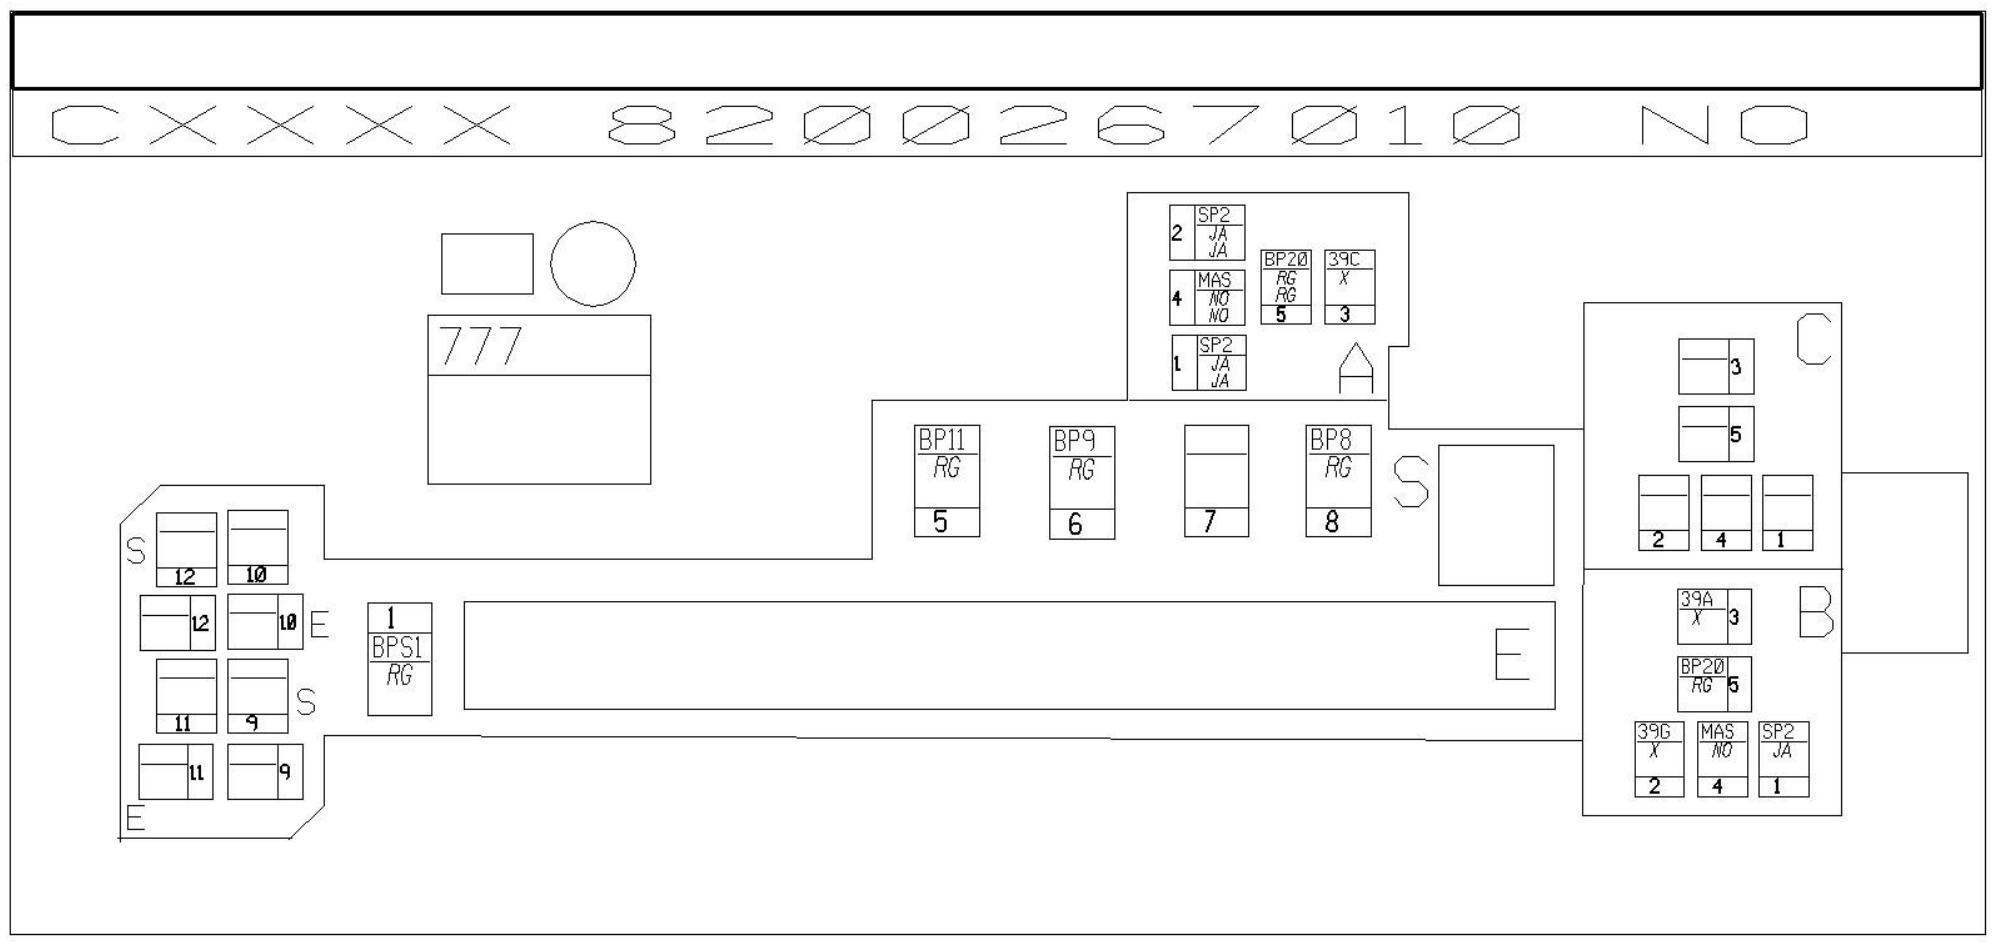 CXXXX 8200267010 NO
777
2 SP2
JA
JA
4 MAS
NO
NO
1 SP2
JA
JA
BP20
RG
RG
5
39C
X
3
A
C
3
5
2 4 1
BP11
RG
5
BP9
RG
6
7
BP8
RG
8
S
S
12 10
12 10 E
11 9 S
11 9
E
1
BPS1
RG
E
B
39A
X 3
BP20
RG 5
39G
X
2
MAS
NO
4
SP2
JA
1